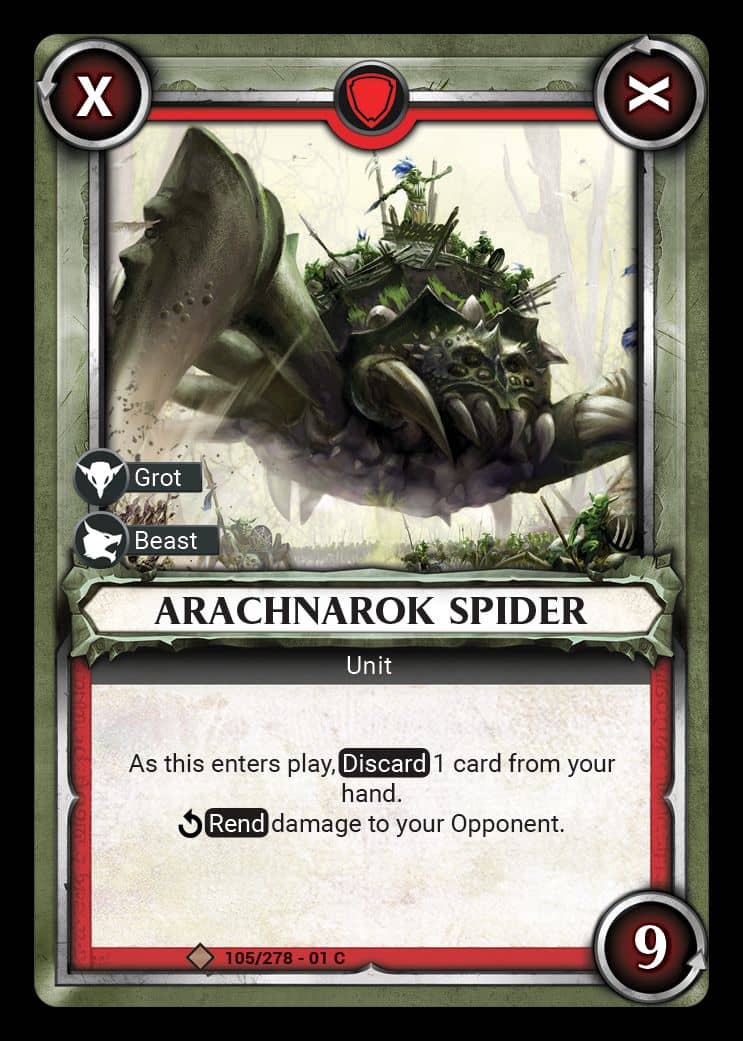 X
X
Grot
Beast
ARACHNAROK SPIDER
Unit
As this enters play, Discard 1 card from your
hand.
Rend damage to your Opponent.
105/278 - 01 C
9